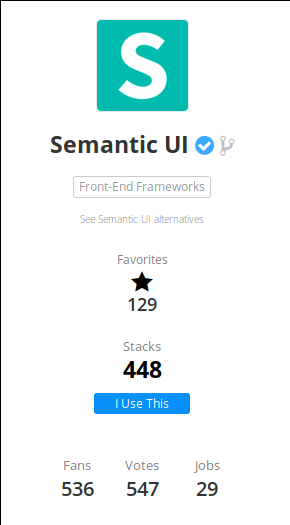 S
Semantic UI
Front-End Frameworks
See Semantic UI alternatives
Favorites
129
Stacks
448
I Use This
Fans Votes Jobs
536 547 29